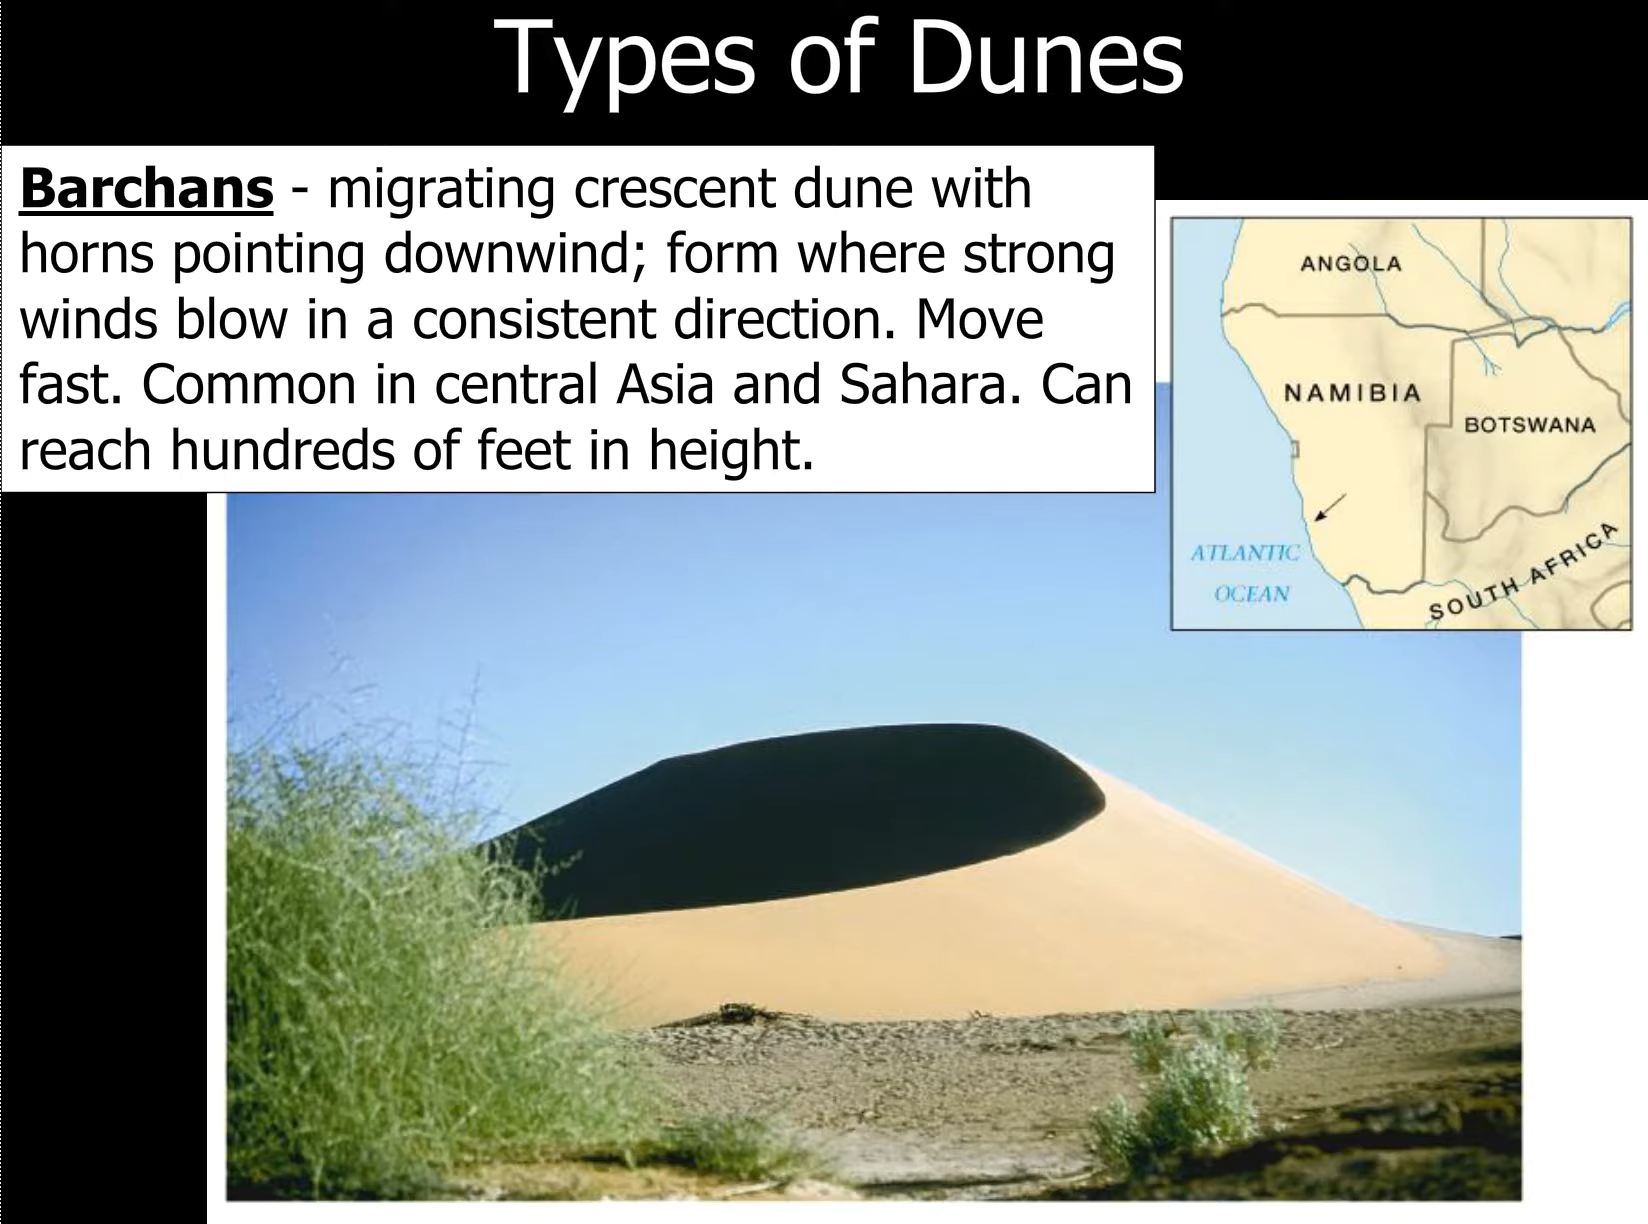 Types of Dunes
Barchans - migrating crescent dune with
horns pointing downwind; form where strong
winds blow in a consistent direction. Move
fast. Common in central Asia and Sahara. Can
reach hundreds of feet in height.
ANGOLA
NAMIBIA
BOTSWANA
ATLANTIC
OCEAN
SOUTH AFRICA